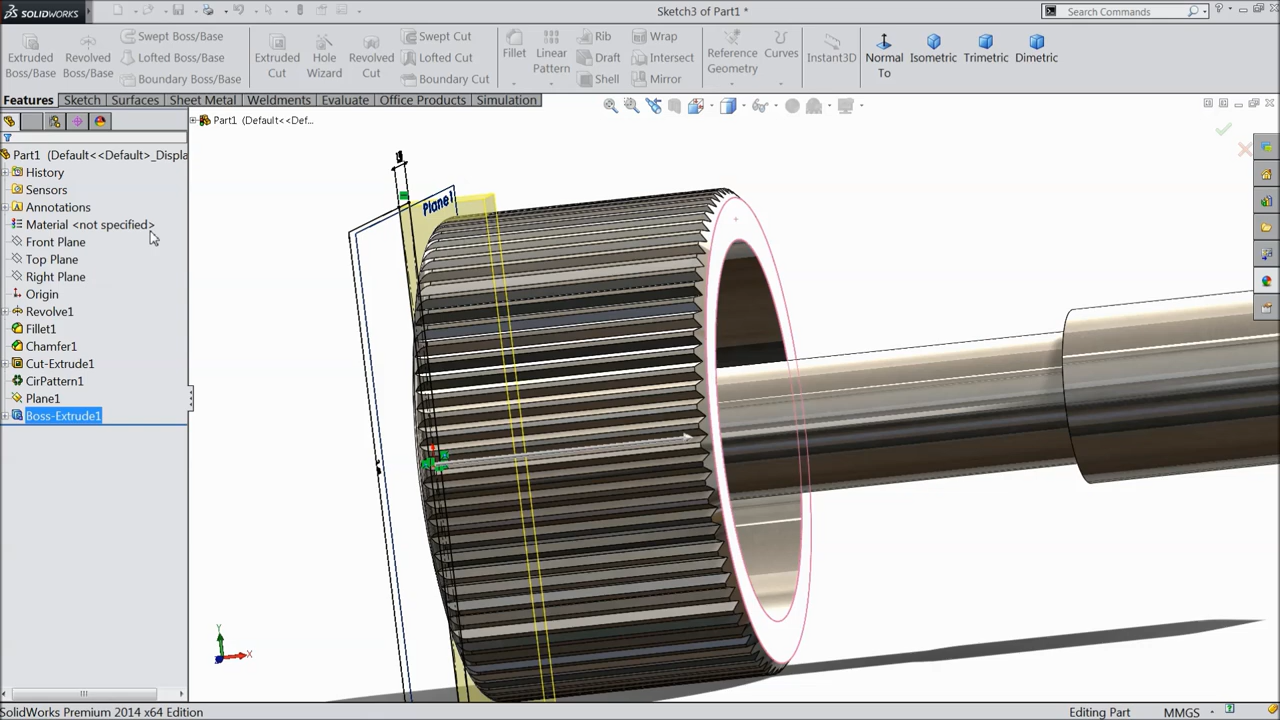 SOLIDWORKS
Sketch3 of Part1 *
Search Commands
Extruded Boss/Base
Revolved Boss/Base
Swept Boss/Base
Lofted Boss/Base
Boundary Boss/Base
Extruded Cut
Hole Wizard
Revolved Cut
Swept Cut
Lofted Cut
Boundary Cut
Fillet
Linear Pattern
Rib
Draft
Shell
Wrap
Intersect
Mirror
Reference Geometry
Curves
Instant3D
Normal To
Isometric
Trimetric
Dimetric
Features
Sketch
Surfaces
Sheet Metal
Weldments
Evaluate
Office Products
Simulation
Part1 (Default<<Def...
Part1 (Default<<Default>_Displa
History
Sensors
Annotations
Material <not specified>
Front Plane
Top Plane
Right Plane
Origin
Revolve1
Fillet1
Chamfer1
Cut-Extrude1
CirPattern1
Plane1
Boss-Extrude1
Plane1
Y
X
SolidWorks Premium 2014 x64 Edition
Editing Part
MMGS